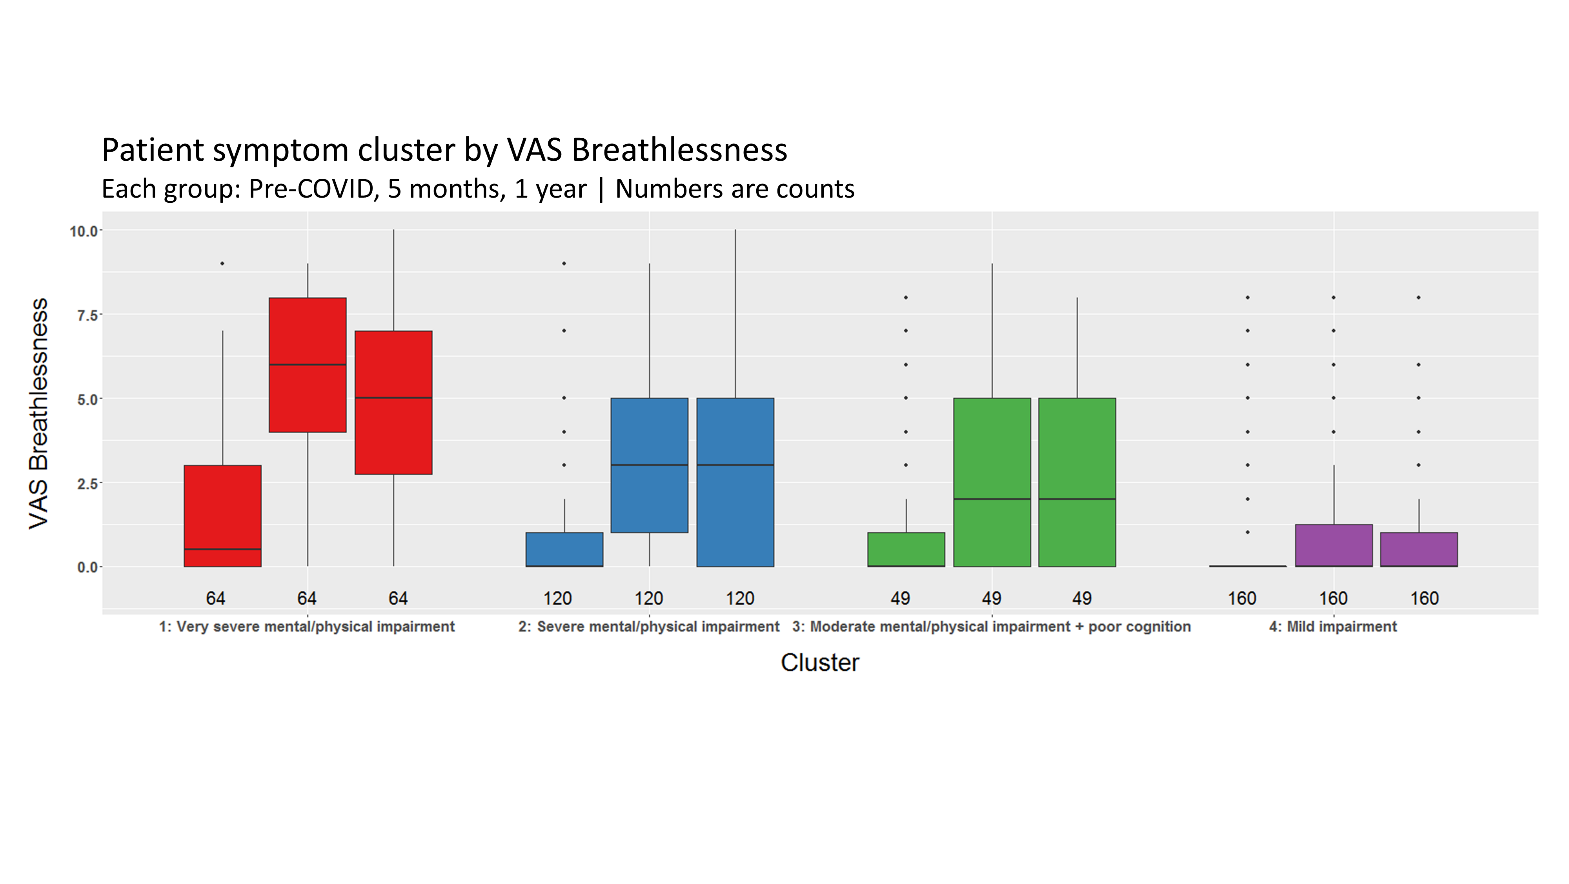 Patient symptom cluster by VAS Breathlessness
Each group: Pre-COVID, 5 months, 1 year | Numbers are counts
VAS Breathlessness
10.0
7.5
5.0
2.5
0.0
64 64 64 120 120 120 49 49 49 160 160 160
1: Very severe mental/physical impairment 2: Severe mental/physical impairment 3: Moderate mental/physical impairment + poor cognition 4: Mild impairment
Cluster